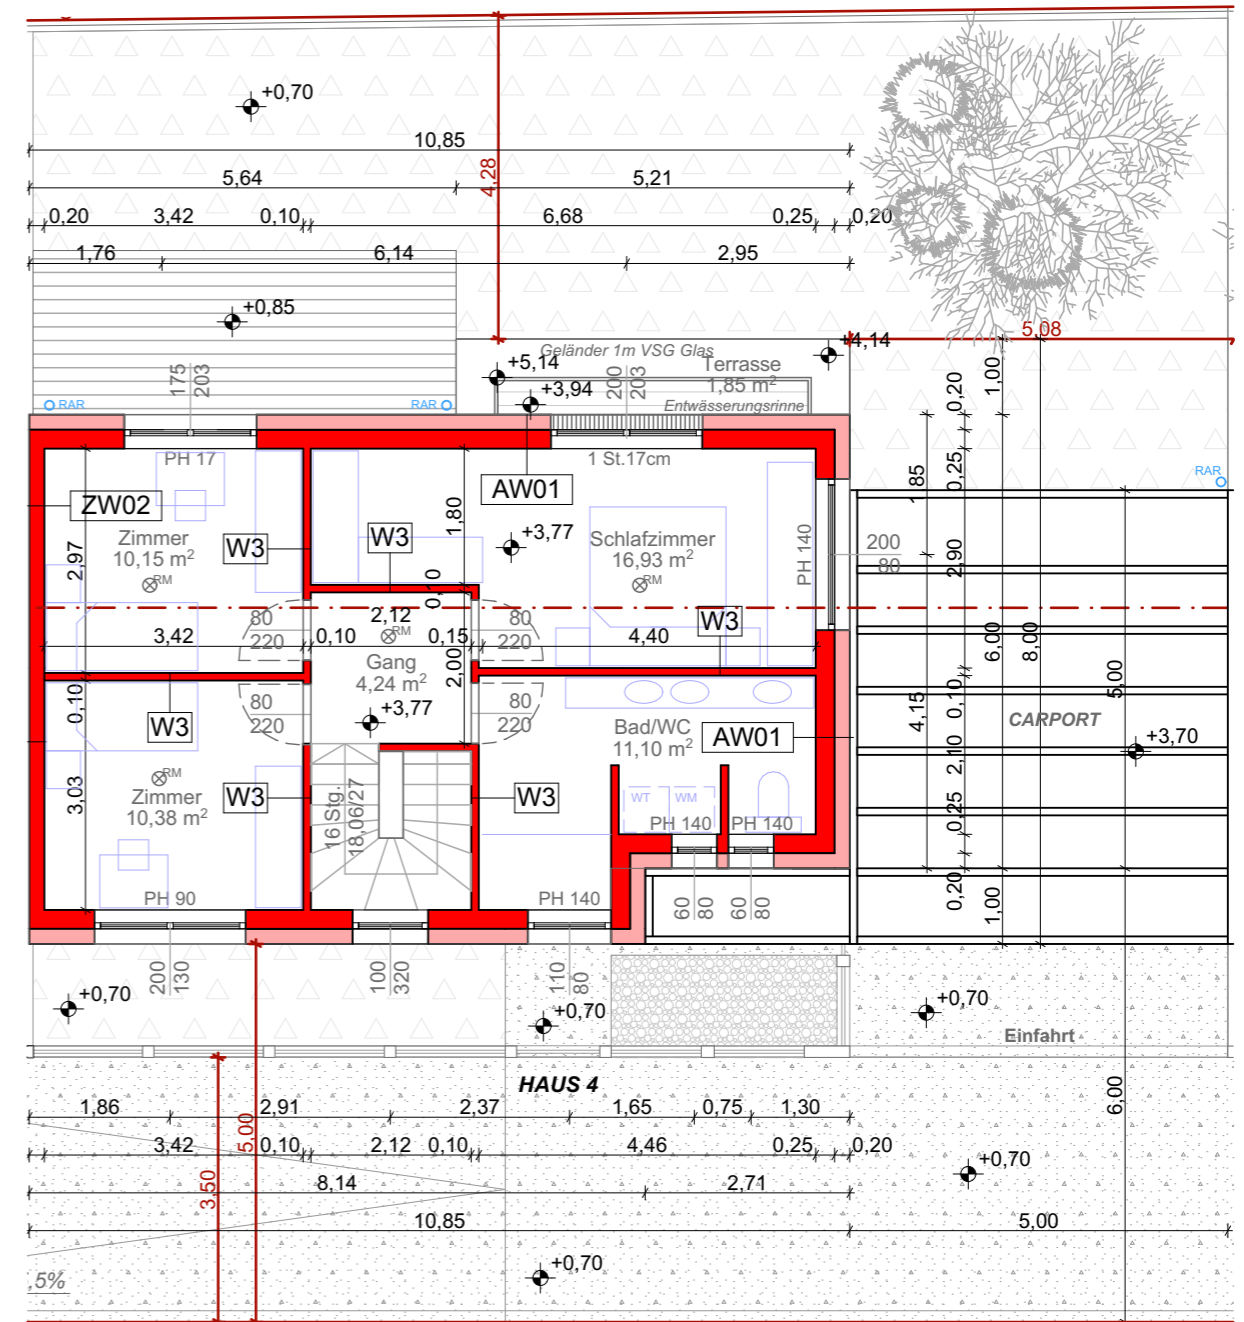 +0,70
10,85
4,28
5,64
5,21
0,20
3,42
0,10
6,68
0,25
0,20
1,76
6,14
2,95
+0,85
5,08
+4,14
Geländer 1m VSG Glas
+5,14
Terrasse
1,85 m²
+3,94
Entwässerungsrinne
175
203
200
203
RAR
RAR
RAR
0,20
1,00
PH 17
1 St.17cm
ZW02
AW01
0,25
Zimmer
10,15 m²
RM
2,97
W3
W3
1,80
+3,77
Schlafzimmer
16,93 m²
RM
PH 140
200
80
2,90
0,10
80
220
2,12
RM
80
220
W3
3,42
0,10
0,15
4,40
Gang
4,24 m²
2,00
6,00
8,00
5,00
0,10
W3
80
220
+3,77
80
220
Bad/WC
11,10 m²
AW01
4,15
0,10
CARPORT
+3,70
2,10
RM
Zimmer
10,38 m²
3,03
W3
16 Stg.
18,06/27
W3
WT
WM
PH 140
PH 140
0,25
PH 90
PH 140
60
80
60
80
0,20
1,00
200
130
100
320
110
80
+0,70
+0,70
+0,70
Einfahrt
HAUS 4
6,00
1,86
2,91
2,37
1,65
0,75
1,30
5,00
3,42
0,10
2,12
0,10
4,46
0,25
0,20
3,50
8,14
2,71
+0,70
10,85
5,00
+0,70
,5%